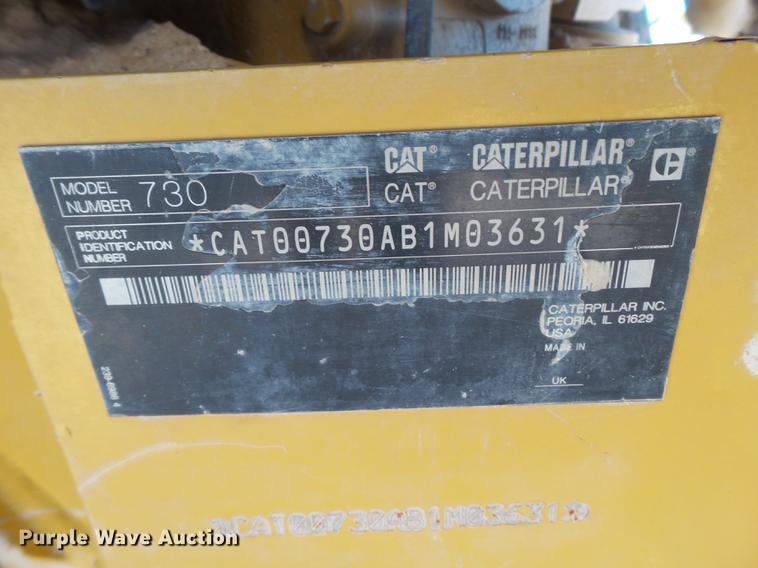 MODEL NUMBER 730
CAT CATERPILLAR
CAT® CATERPILLAR®
PRODUCT IDENTIFICATION NUMBER
*CAT00730AB1M03631*
CATERPILLAR INC.
PEORIA, IL 61629
USA
MADE IN
UK
CAT00730AB1M03631
Purple Wave Auction